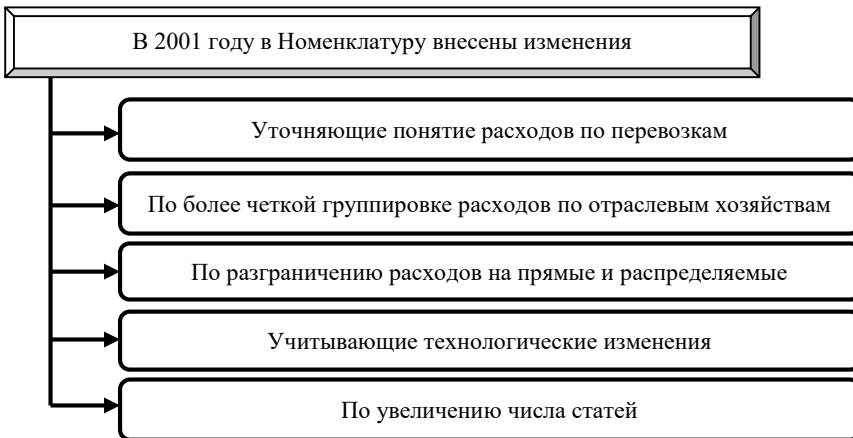 В 2001 году в Номенклатуру внесены изменения
Уточняющие понятие расходов по перевозкам
По более четкой группировке расходов по отраслевым хозяйствам
По разграничению расходов на прямые и распределяемые
Учитывающие технологические изменения
По увеличению числа статей